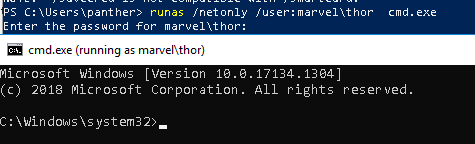 PS C:\Users\panther> runas /netonly /user:marvel\thor  cmd.exe
Enter the password for marvel\thor:
C:\. cmd.exe (running as marvel\thor)
Microsoft Windows [Version 10.0.17134.1304]
(c) 2018 Microsoft Corporation. All rights reserved.
C:\Windows\system32>